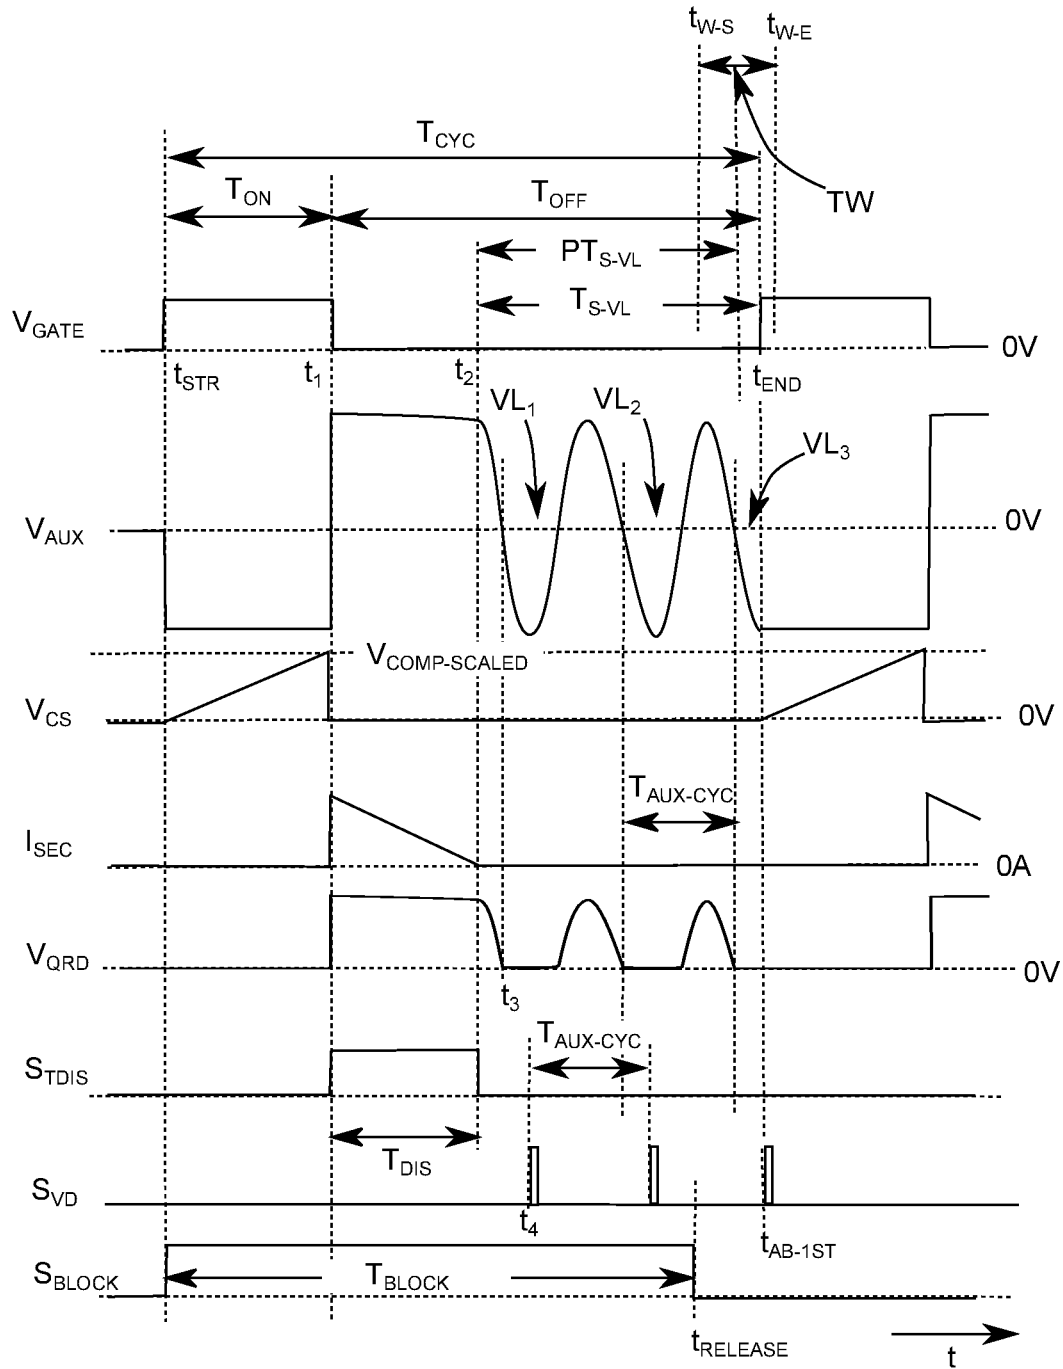 tW-S tW-E
TCYC
TW
TON TOFF
PTS-VL
TS-VL
VGATE 0V
tSTR t1 t2 tEND
VL1 VL2 VL3
VAUX 0V
VCOMP-SCALED
VCS 0V
TAUX-CYC
ISEC 0A
VQRD 0V
t3
TAUX-CYC
STDIS
TDIS
SVD
t4 tAB-1ST
SBLOCK TBLOCK
tRELEASE t